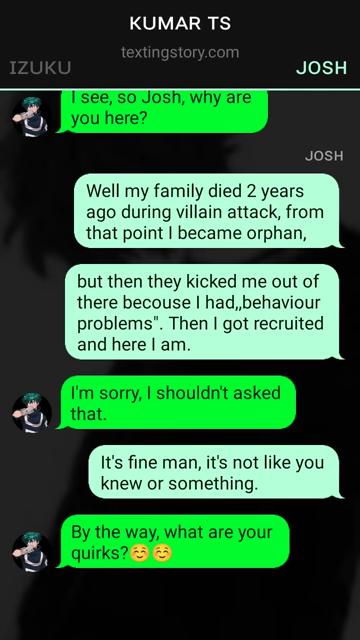 KUMAR TS
textingstory.com
IZUKU
JOSH
I see, so Josh, why are
you here?
JOSH
Well my family died 2 years
ago during villain attack, from
that point I became orphan,
but then they kicked me out of
there becouse I had,,behaviour
problems". Then I got recruited
and here I am.
I'm sorry, I shouldn't asked
that.
It's fine man, it's not like you
knew or something.
By the way, what are your
quirks?☺️☺️